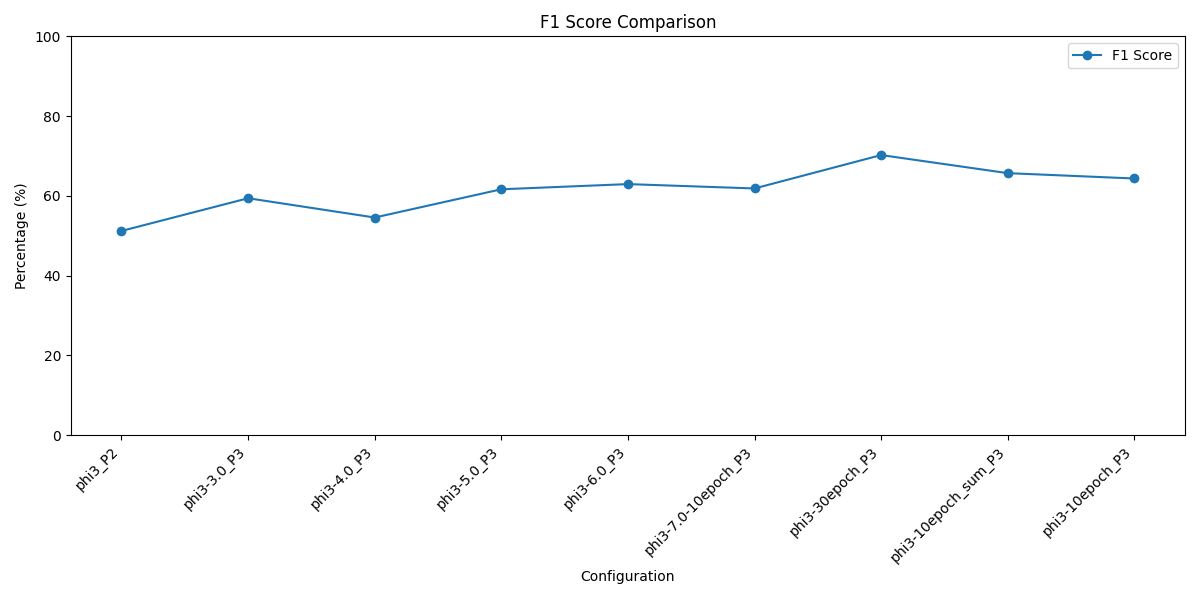 F1 Score Comparison
F1 Score
Percentage (%)
100
80
60
40
20
0
phi3_P2
phi3-3.0_P3
phi3-4.0_P3
phi3-5.0_P3
phi3-6.0_P3
phi3-7.0-10epoch_P3
phi3-30epoch_P3
phi3-10epoch_sum_P3
phi3-10epoch_P3
Configuration